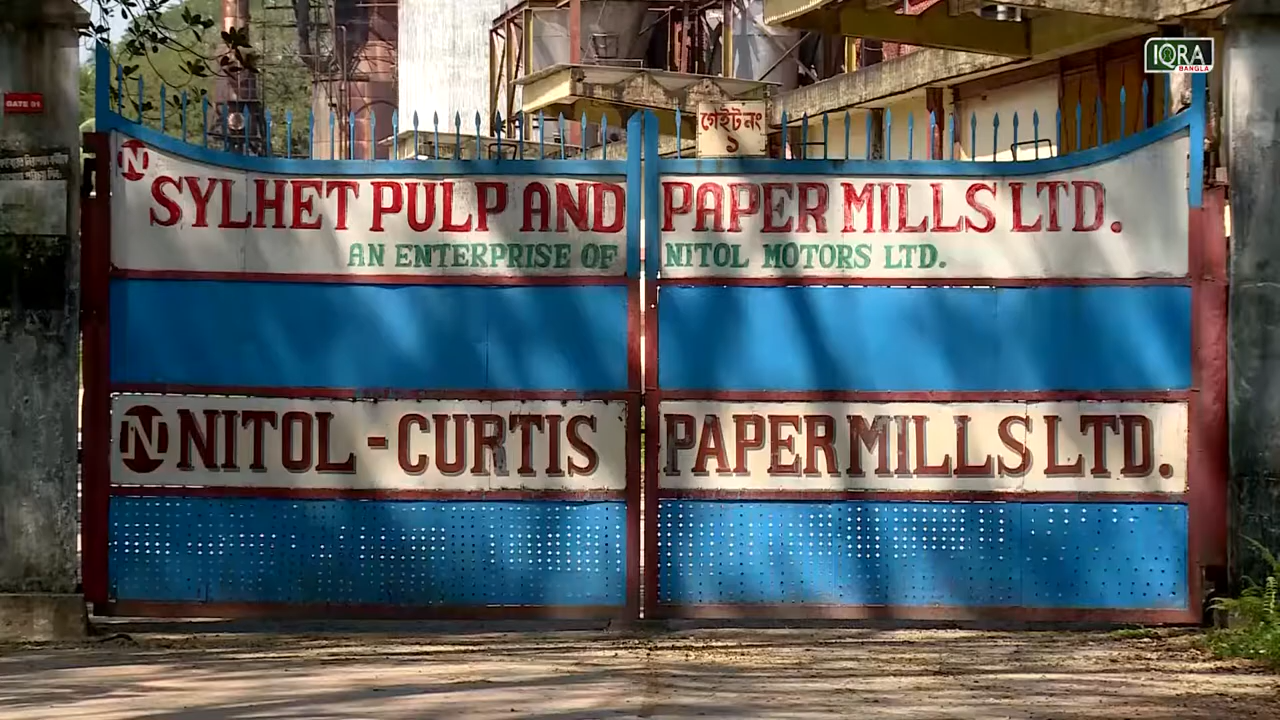 IQRA
BANGLA
GATE 01
গেইট নং
১
N
SYLHET PULP AND PAPER MILLS LTD.
AN ENTERPRISE OF NITOL MOTORS LTD.
N NITOL - CURTIS PAPER MILLS LTD.